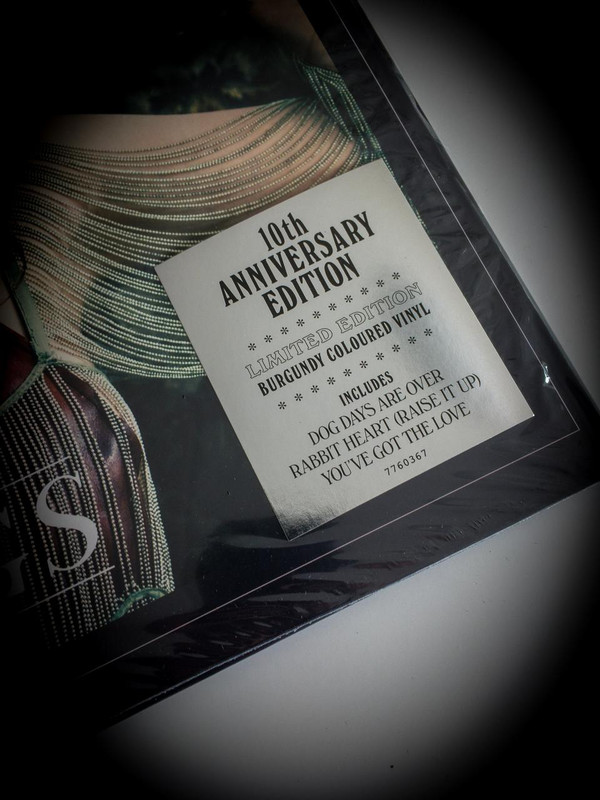 10th
ANNIVERSARY
EDITION
* * * * * * * * * *
LIMITED EDITION
BURGUNDY COLOURED VINYL
* * * * * * * * * *
INCLUDES
DOG DAYS ARE OVER
RABBIT HEART (RAISE IT UP)
YOU'VE GOT THE LOVE
7760367
GS